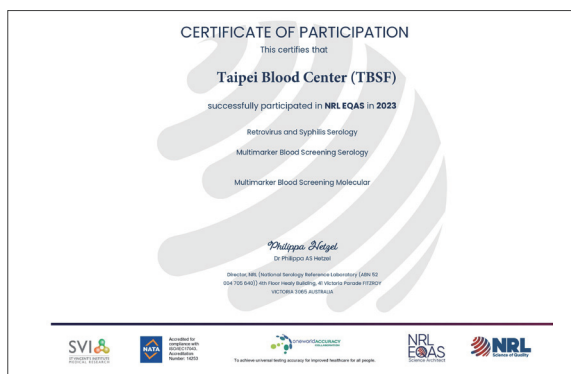 CERTIFICATE OF PARTICIPATION
This certifies that
Taipei Blood Center (TBSF)
successfully participated in NRL EQAS in 2023
Retrovirus and Syphilis Serology
Multimarker Blood Screening Serology
Multimarker Blood Screening Molecular
Philippa Hetzel
Dr Philippa AS Hetzel
Director, NRL (National Serology Reference Laboratory (ABN 52
004 705 640)) 4th Floor Healy Building, 41 Victoria Parade FITZROY
VICTORIA 3065 AUSTRALIA
SVI
ST VINCENT'S INSTITUTE
MEDICAL RESEARCH
NATA
Accredited for
compliance with
ISO/IEC17043.
Accreditation
Number: 14253
oneworldACCURACY
COLLABORATION
To achieve universal testing accuracy for improved healthcare for all people.
NRL
EQAS
Science Architect
NRL
Science of Quality